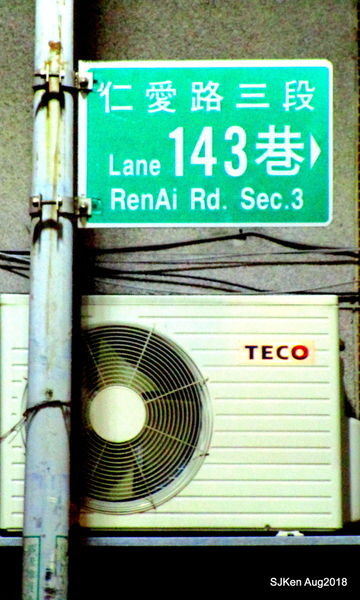 仁愛路三段
Lane 143巷
RenAi Rd. Sec.3
TECO
SJKen Aug2018